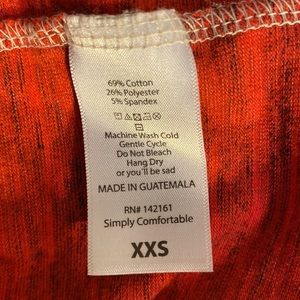 69% Cotton
26% Polyester
5% Spandex
Machine Wash Cold
Gentle Cycle
Do Not Bleach
Hang Dry
or you'll be sad
MADE IN GUATEMALA
RN# 142161
Simply Comfortable
XXS